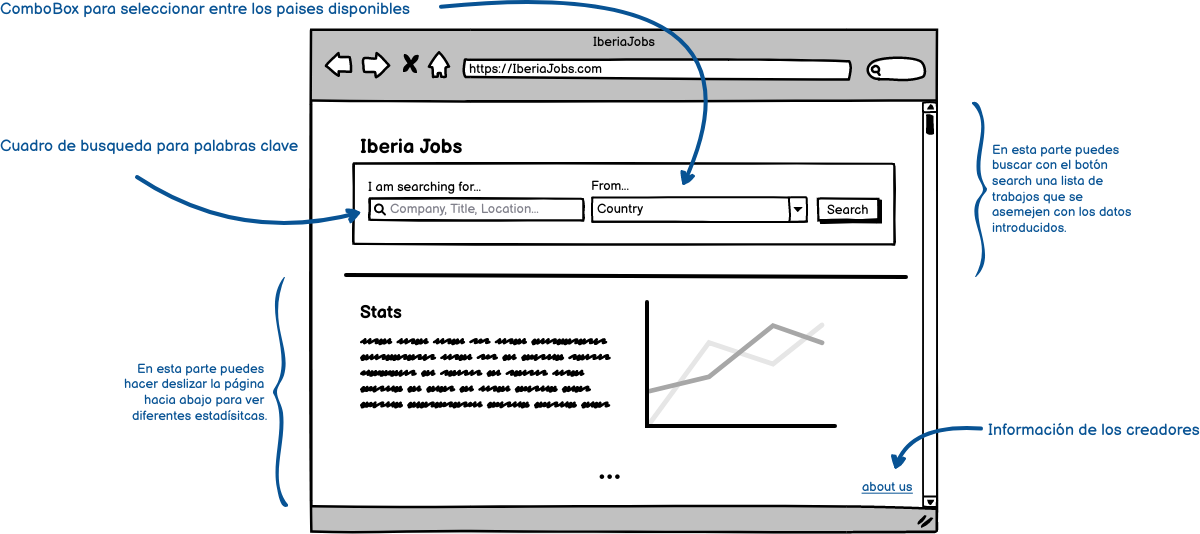 ComboBox para seleccionar entre los paises disponibles
IberiaJobs
https://IberiaJobs.com
Cuadro de busqueda para palabras clave
Iberia Jobs
I am searching for...
From...
Company, Title, Location...
Country
Search
En esta parte puedes
buscar con el botón
search una lista de
trabajos que se
asemejen con los datos
introducidos.
Stats
En esta parte puedes
hacer deslizar la página
hacia abajo para ver
diferentes estadísitcas.
...
Información de los creadores
about us